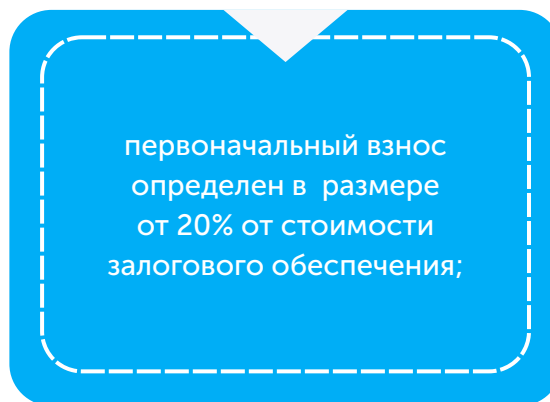 первоначальный взнос
определен в  размере
от 20% от стоимости
залогового обеспечения;